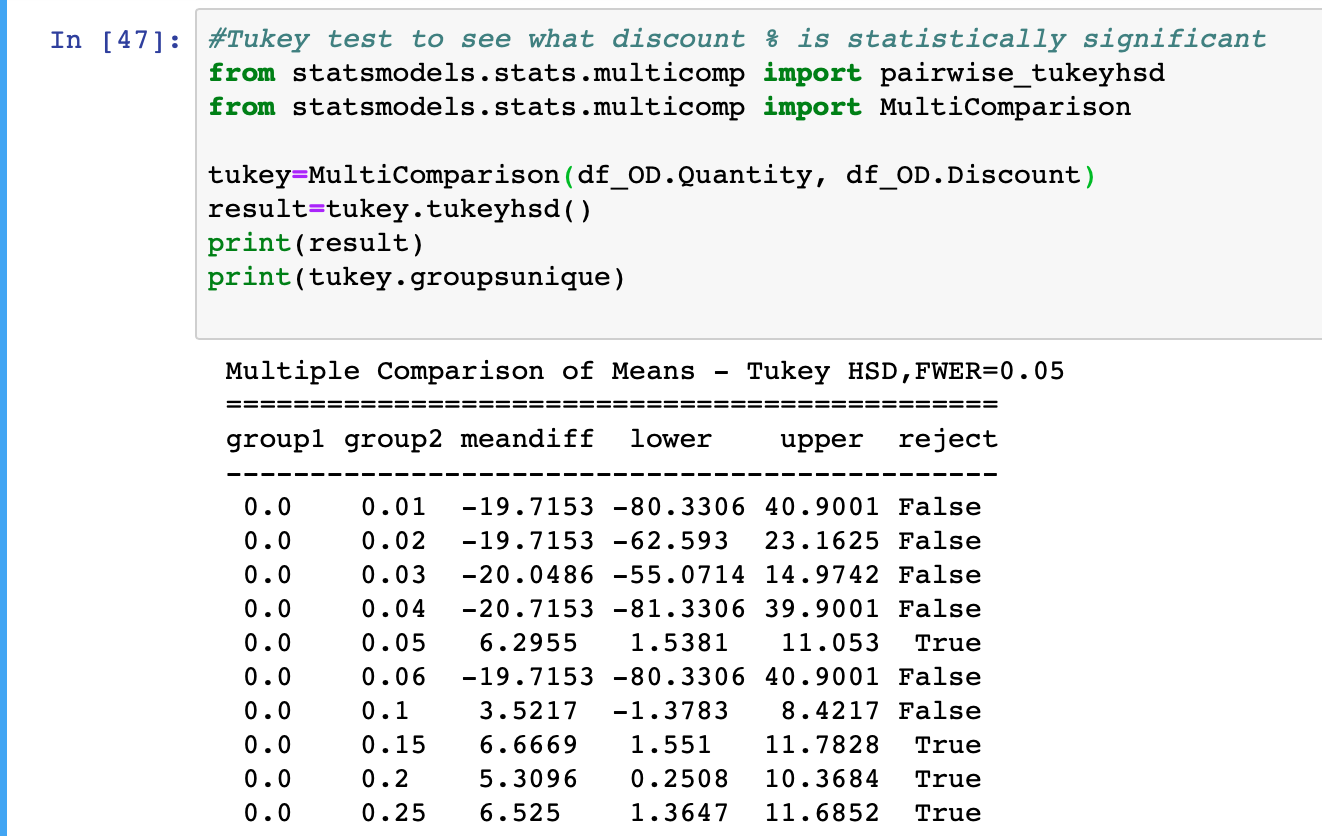 In [47]:
#Tukey test to see what discount % is statistically significant
from statsmodels.stats.multicomp import pairwise_tukeyhsd
from statsmodels.stats.multicomp import MultiComparison
tukey=MultiComparison(df_OD.Quantity, df_OD.Discount)
result=tukey.tukeyhsd()
print(result)
print(tukey.groupsunique)
Multiple Comparison of Means - Tukey HSD,FWER=0.05
==============================================
group1 group2 meandiff lower upper reject
----------------------------------------------
0.0 0.01 -19.7153 -80.3306 40.9001 False
0.0 0.02 -19.7153 -62.593 23.1625 False
0.0 0.03 -20.0486 -55.0714 14.9742 False
0.0 0.04 -20.7153 -81.3306 39.9001 False
0.0 0.05 6.2955 1.5381 11.053 True
0.0 0.06 -19.7153 -80.3306 40.9001 False
0.0 0.1 3.5217 -1.3783 8.4217 False
0.0 0.15 6.6669 1.551 11.7828 True
0.0 0.2 5.3096 0.2508 10.3684 True
0.0 0.25 6.525 1.3647 11.6852 True